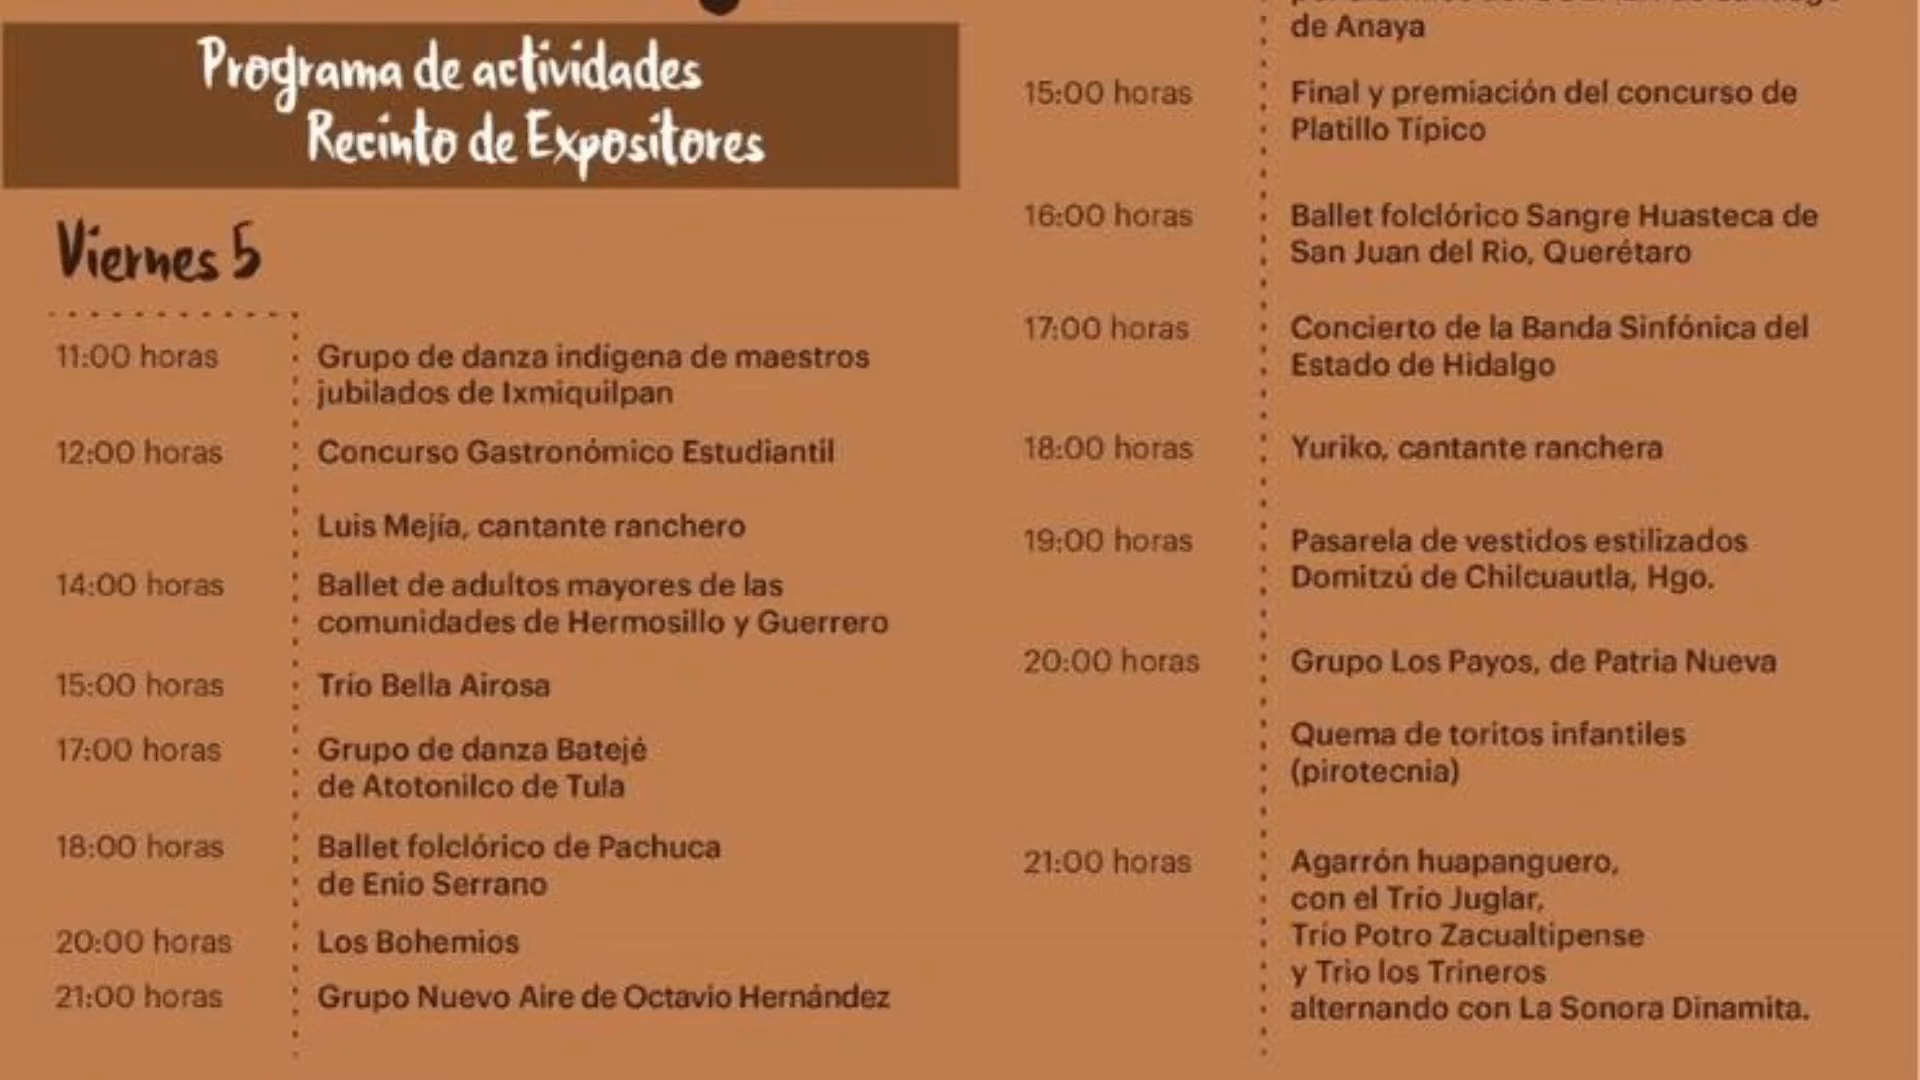 Programa de actividades
Recinto de Expositores
Viernes 5
11:00 horas
Grupo de danza indígena de maestros
jubilados de Ixmiquilpan
12:00 horas
Concurso Gastronómico Estudiantil
Luis Mejía, cantante ranchero
14:00 horas
Ballet de adultos mayores de las
comunidades de Hermosillo y Guerrero
15:00 horas
Trío Bella Airosa
17:00 horas
Grupo de danza Batejé
de Atotonilco de Tula
18:00 horas
Ballet folclórico de Pachuca
de Enio Serrano
20:00 horas
Los Bohemios
21:00 horas
Grupo Nuevo Aire de Octavio Hernández
de Anaya
15:00 horas
Final y premiación del concurso de
Platillo Típico
16:00 horas
Ballet folclórico Sangre Huasteca de
San Juan del Rio, Querétaro
17:00 horas
Concierto de la Banda Sinfónica del
Estado de Hidalgo
18:00 horas
Yuriko, cantante ranchera
19:00 horas
Pasarela de vestidos estilizados
Domitzú de Chilcuautla, Hgo.
20:00 horas
Grupo Los Payos, de Patria Nueva
Quema de toritos infantiles
(pirotecnia)
21:00 horas
Agarrón huapanguero,
con el Trío Juglar,
Trío Potro Zacualtipense
y Trio los Trineros
alternando con La Sonora Dinamita.